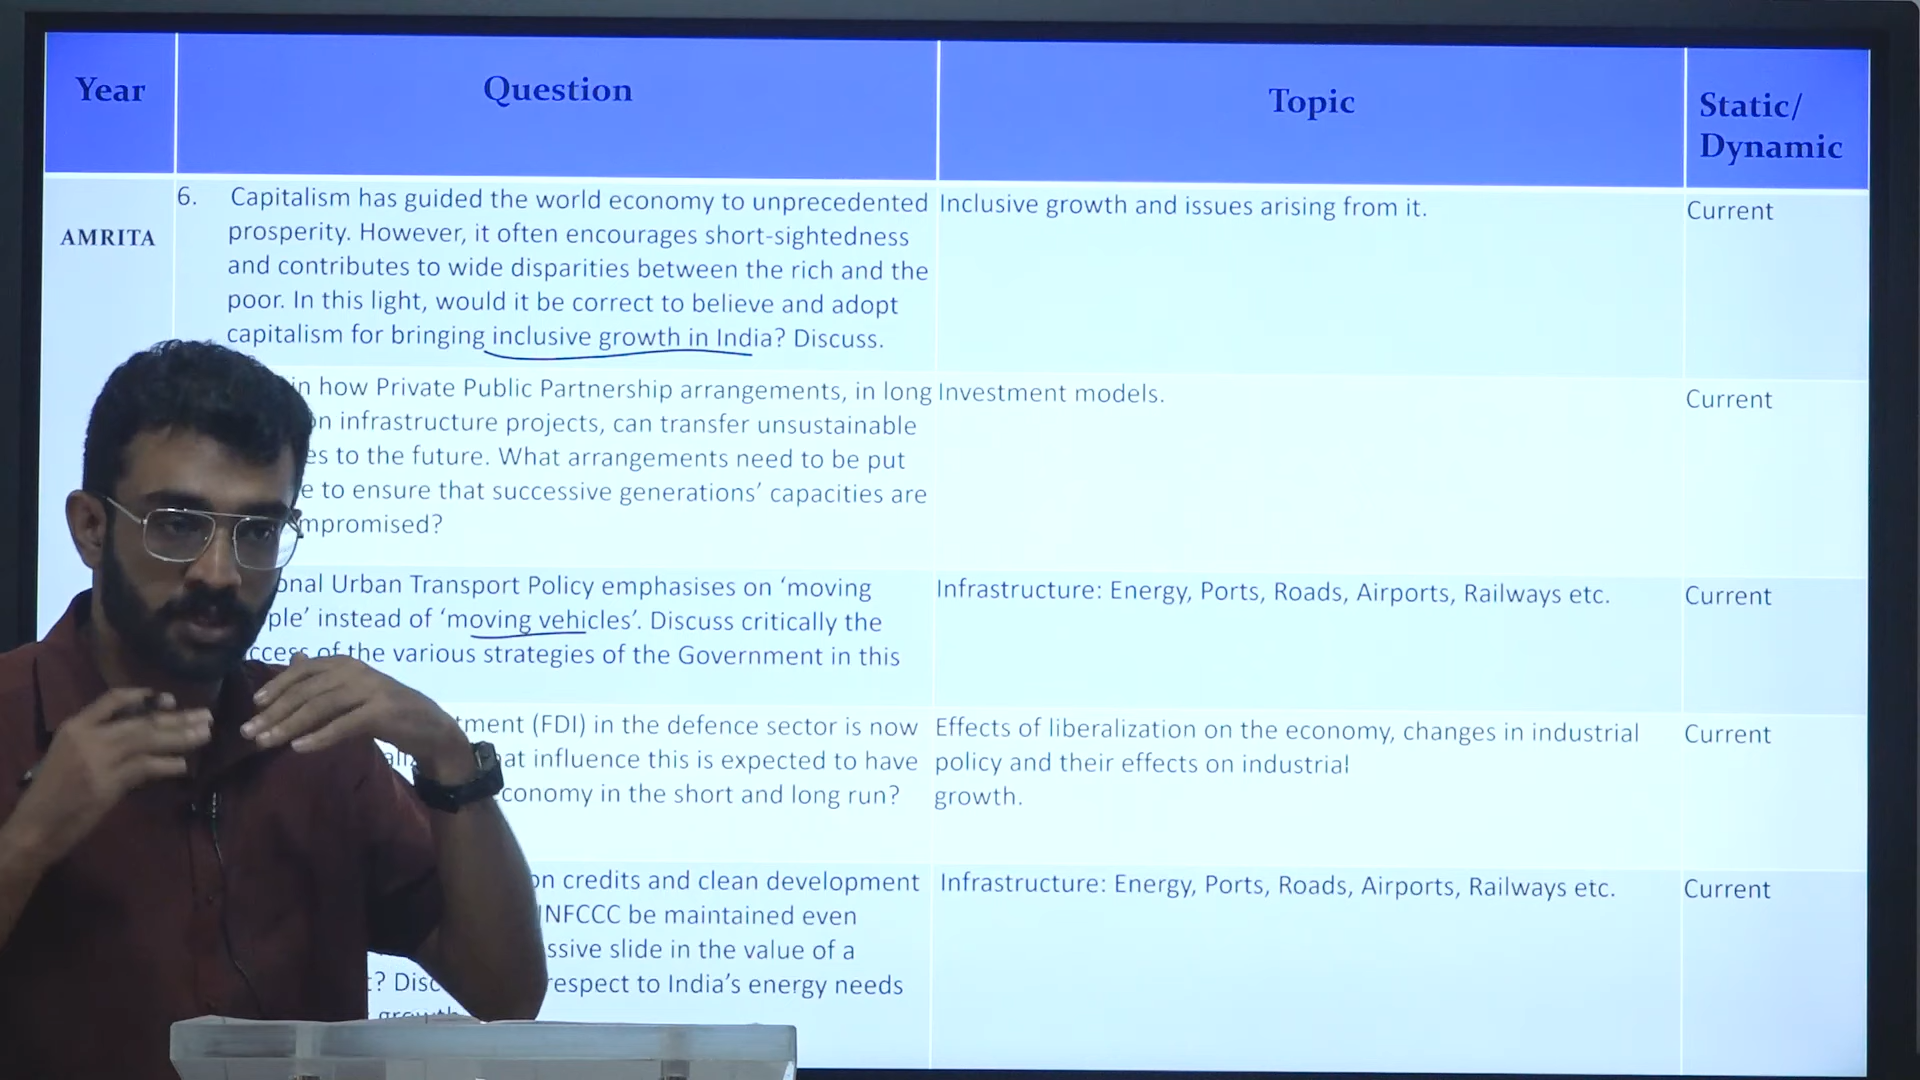 Year
Question
Topic
Static/
Dynamic
AMRITA
6. Capitalism has guided the world economy to unprecedented
prosperity. However, it often encourages short-sightedness
and contributes to wide disparities between the rich and the
poor. In this light, would it be correct to believe and adopt
capitalism for bringing inclusive growth in India? Discuss.
Inclusive growth and issues arising from it.
Current
how Private Public Partnership arrangements, in long
infrastructure projects, can transfer unsustainable
to the future. What arrangements need to be put
to ensure that successive generations’ capacities are
mpromised?
Investment models.
Current
onal Urban Transport Policy emphasises on ‘moving
ple’ instead of ‘moving vehicles’. Discuss critically the
ccess of the various strategies of the Government in this
Infrastructure: Energy, Ports, Roads, Airports, Railways etc.
Current
tment (FDI) in the defence sector is now
at influence this is expected to have
conomy in the short and long run?
Effects of liberalization on the economy, changes in industrial
policy and their effects on industrial
growth.
Current
on credits and clean development
NFCCC be maintained even
ssive slide in the value of a
? Disc respect to India’s energy needs
Infrastructure: Energy, Ports, Roads, Airports, Railways etc.
Current